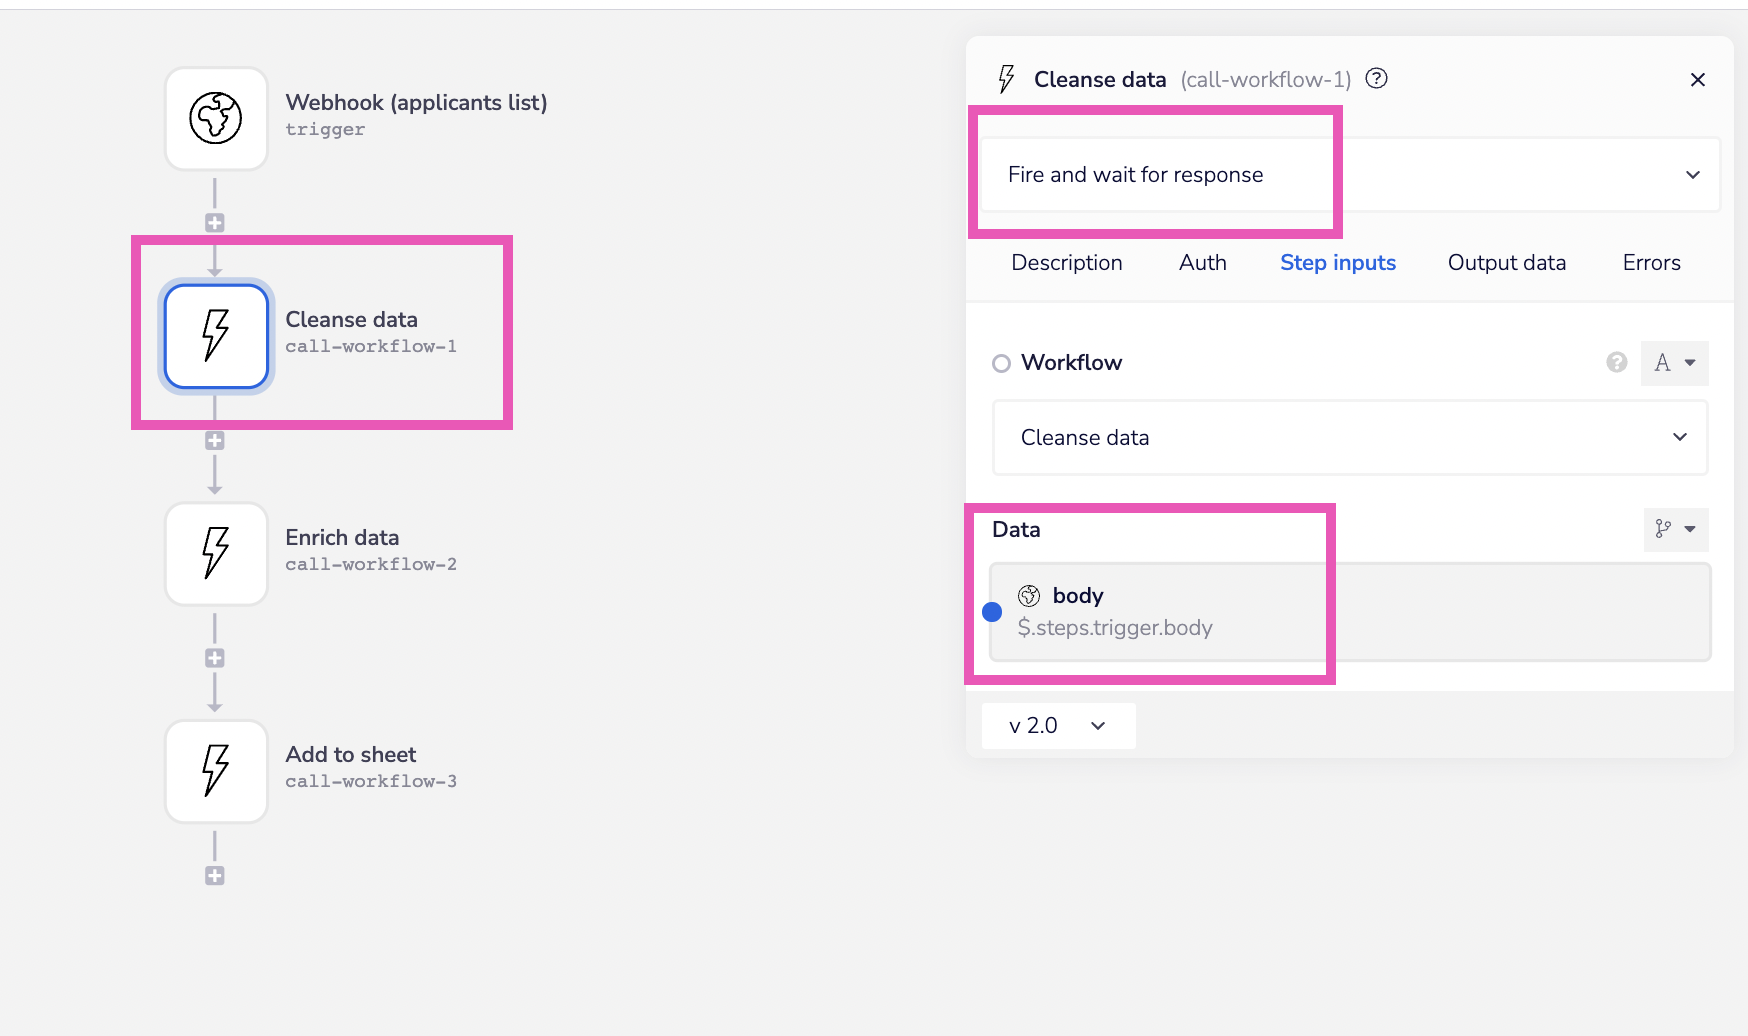 Webhook (applicants list)
trigger
Cleanse data
call-workflow-1
Enrich data
call-workflow-2
Add to sheet
call-workflow-3
Cleanse data (call-workflow-1) ?
Fire and wait for response
Description Auth Step inputs Output data Errors
Workflow ? A
Cleanse data
Data
body
$.steps.trigger.body
v 2.0